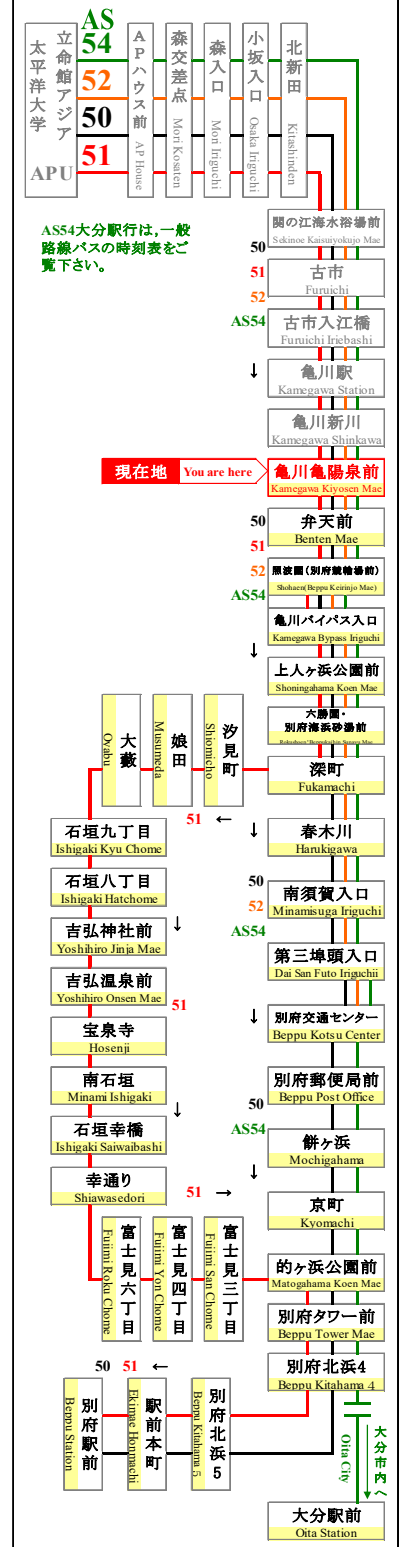 AS
54
52
50
51
太平洋大学
立命館アジア
APU
APハウス前
AP House
森交差点
Mori Kosaten
森入口
Mori Iriguchi
小坂入口
Osaka Iriguchi
北新田
Kitashinden
AS54大分駅行は,一般
路線バスの時刻表をご
覧下さい。
関の江海水浴場前
Sekinoe Kaisuiyokujo Mae
50
51
52
AS54
↓
古市
Furuichi
古市入江橋
Furuichi Iriebashi
亀川駅
Kamegawa Station
亀川新川
Kamegawa Shinkawa
現在地 You are here
亀川亀陽泉前
Kamegawa Kiyosen Mae
50
51
52
AS54
↓
弁天前
Benten Mae
照波園(別府競輪場前)
Shohaen(Beppu Keirinjo Mae)
亀川バイパス入口
Kamegawa Bypass Iriguchi
上人ヶ浜公園前
Shoningahama Koen Mae
六勝園・
別府海浜砂湯前
深町
Fukamachi
汐見町
Shiomicho
娘田
Musumeda
大藪
Oyabu
51 ←
↓
石垣九丁目
Ishigaki Kyu Chome
石垣八丁目
Ishigaki Hatchome
吉弘神社前
Yoshihiro Jinja Mae
↓
吉弘温泉前
Yoshihiro Onsen Mae
51
宝泉寺
Hosenji
南石垣
Minami Ishigaki
↓
石垣幸橋
Ishigaki Saiwaibashi
幸通り
Shiawasedori
51 →
富士見六丁目
Fujimi Roku Chome
富士見四丁目
Fujimi Yon Chome
富士見三丁目
Fujimi San Chome
春木川
Harukigawa
50
52
AS54
南須賀入口
Minamisuga Iriguchi
第三埠頭入口
Dai San Futo Iriguchii
↓
別府交通センター
Beppu Kotsu Center
別府郵便局前
Beppu Post Office
50
AS54
↓
餅ヶ浜
Mochigahama
京町
Kyomachi
的ヶ浜公園前
Matogahama Koen Mae
別府タワー前
Beppu Tower Mae
別府北浜4
Beppu Kitahama 4
50 51 ←
別府北浜5
Beppu Kitahama 5
駅前本町
Ekimae Honmachi
別府駅前
Beppu Station
大分市内へ
Oita City
大分駅前
Oita Station